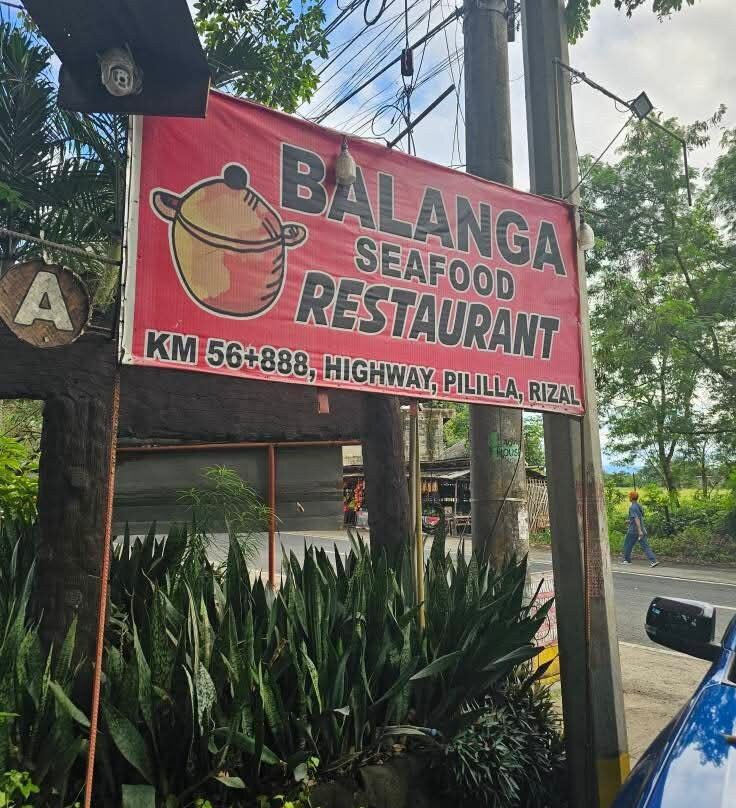 BALANGA
SEAFOOD
RESTAURANT
KM 56+888, HIGHWAY, PILILLA, RIZAL
A